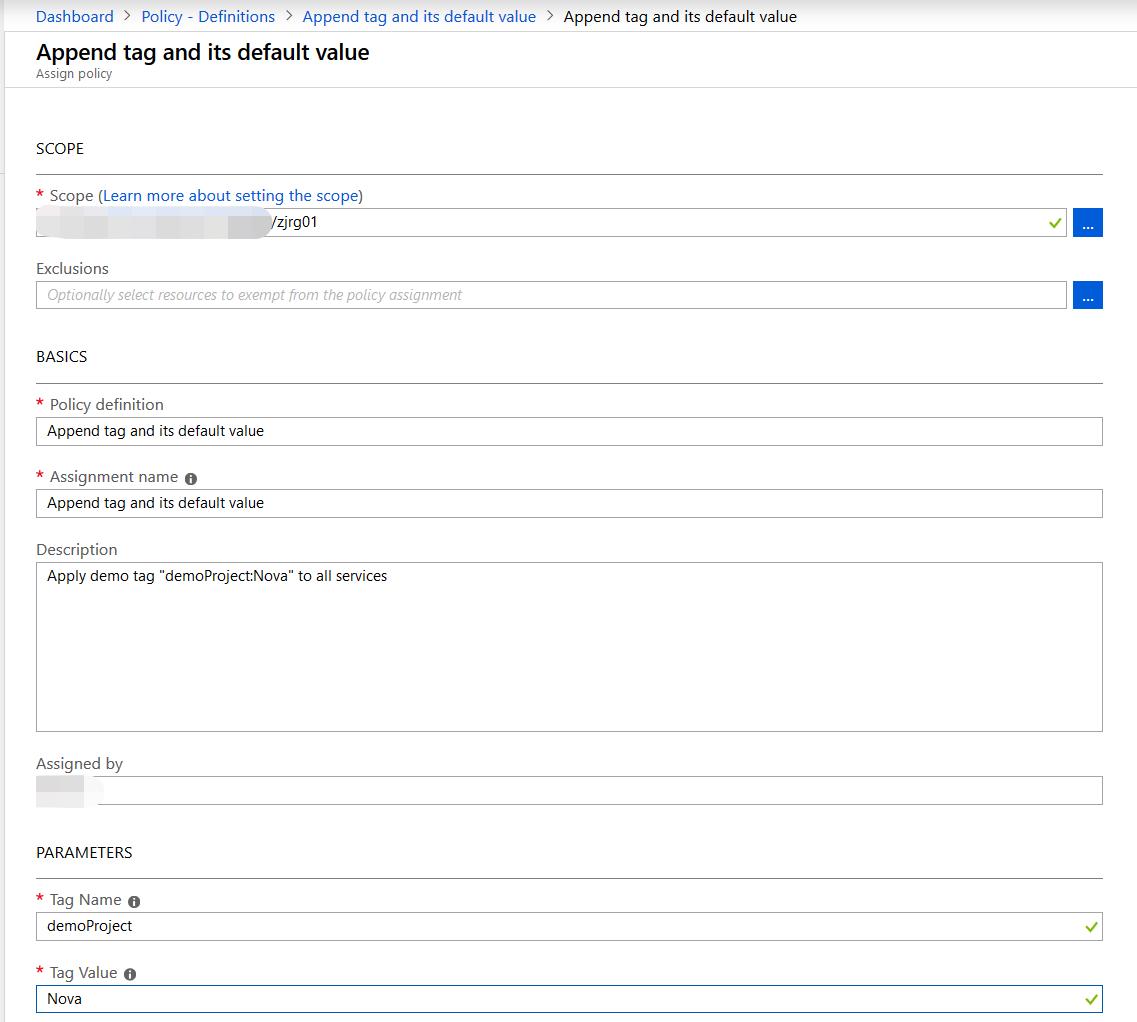 Dashboard > Policy - Definitions > Append tag and its default value > Append tag and its default value
Append tag and its default value
Assign policy
SCOPE
* Scope (Learn more about setting the scope)
/zjrg01
...
Exclusions
Optionally select resources to exempt from the policy assignment
...
BASICS
* Policy definition
Append tag and its default value
* Assignment name
Append tag and its default value
Description
Apply demo tag "demoProject:Nova" to all services
Assigned by
PARAMETERS
* Tag Name
demoProject
* Tag Value
Nova